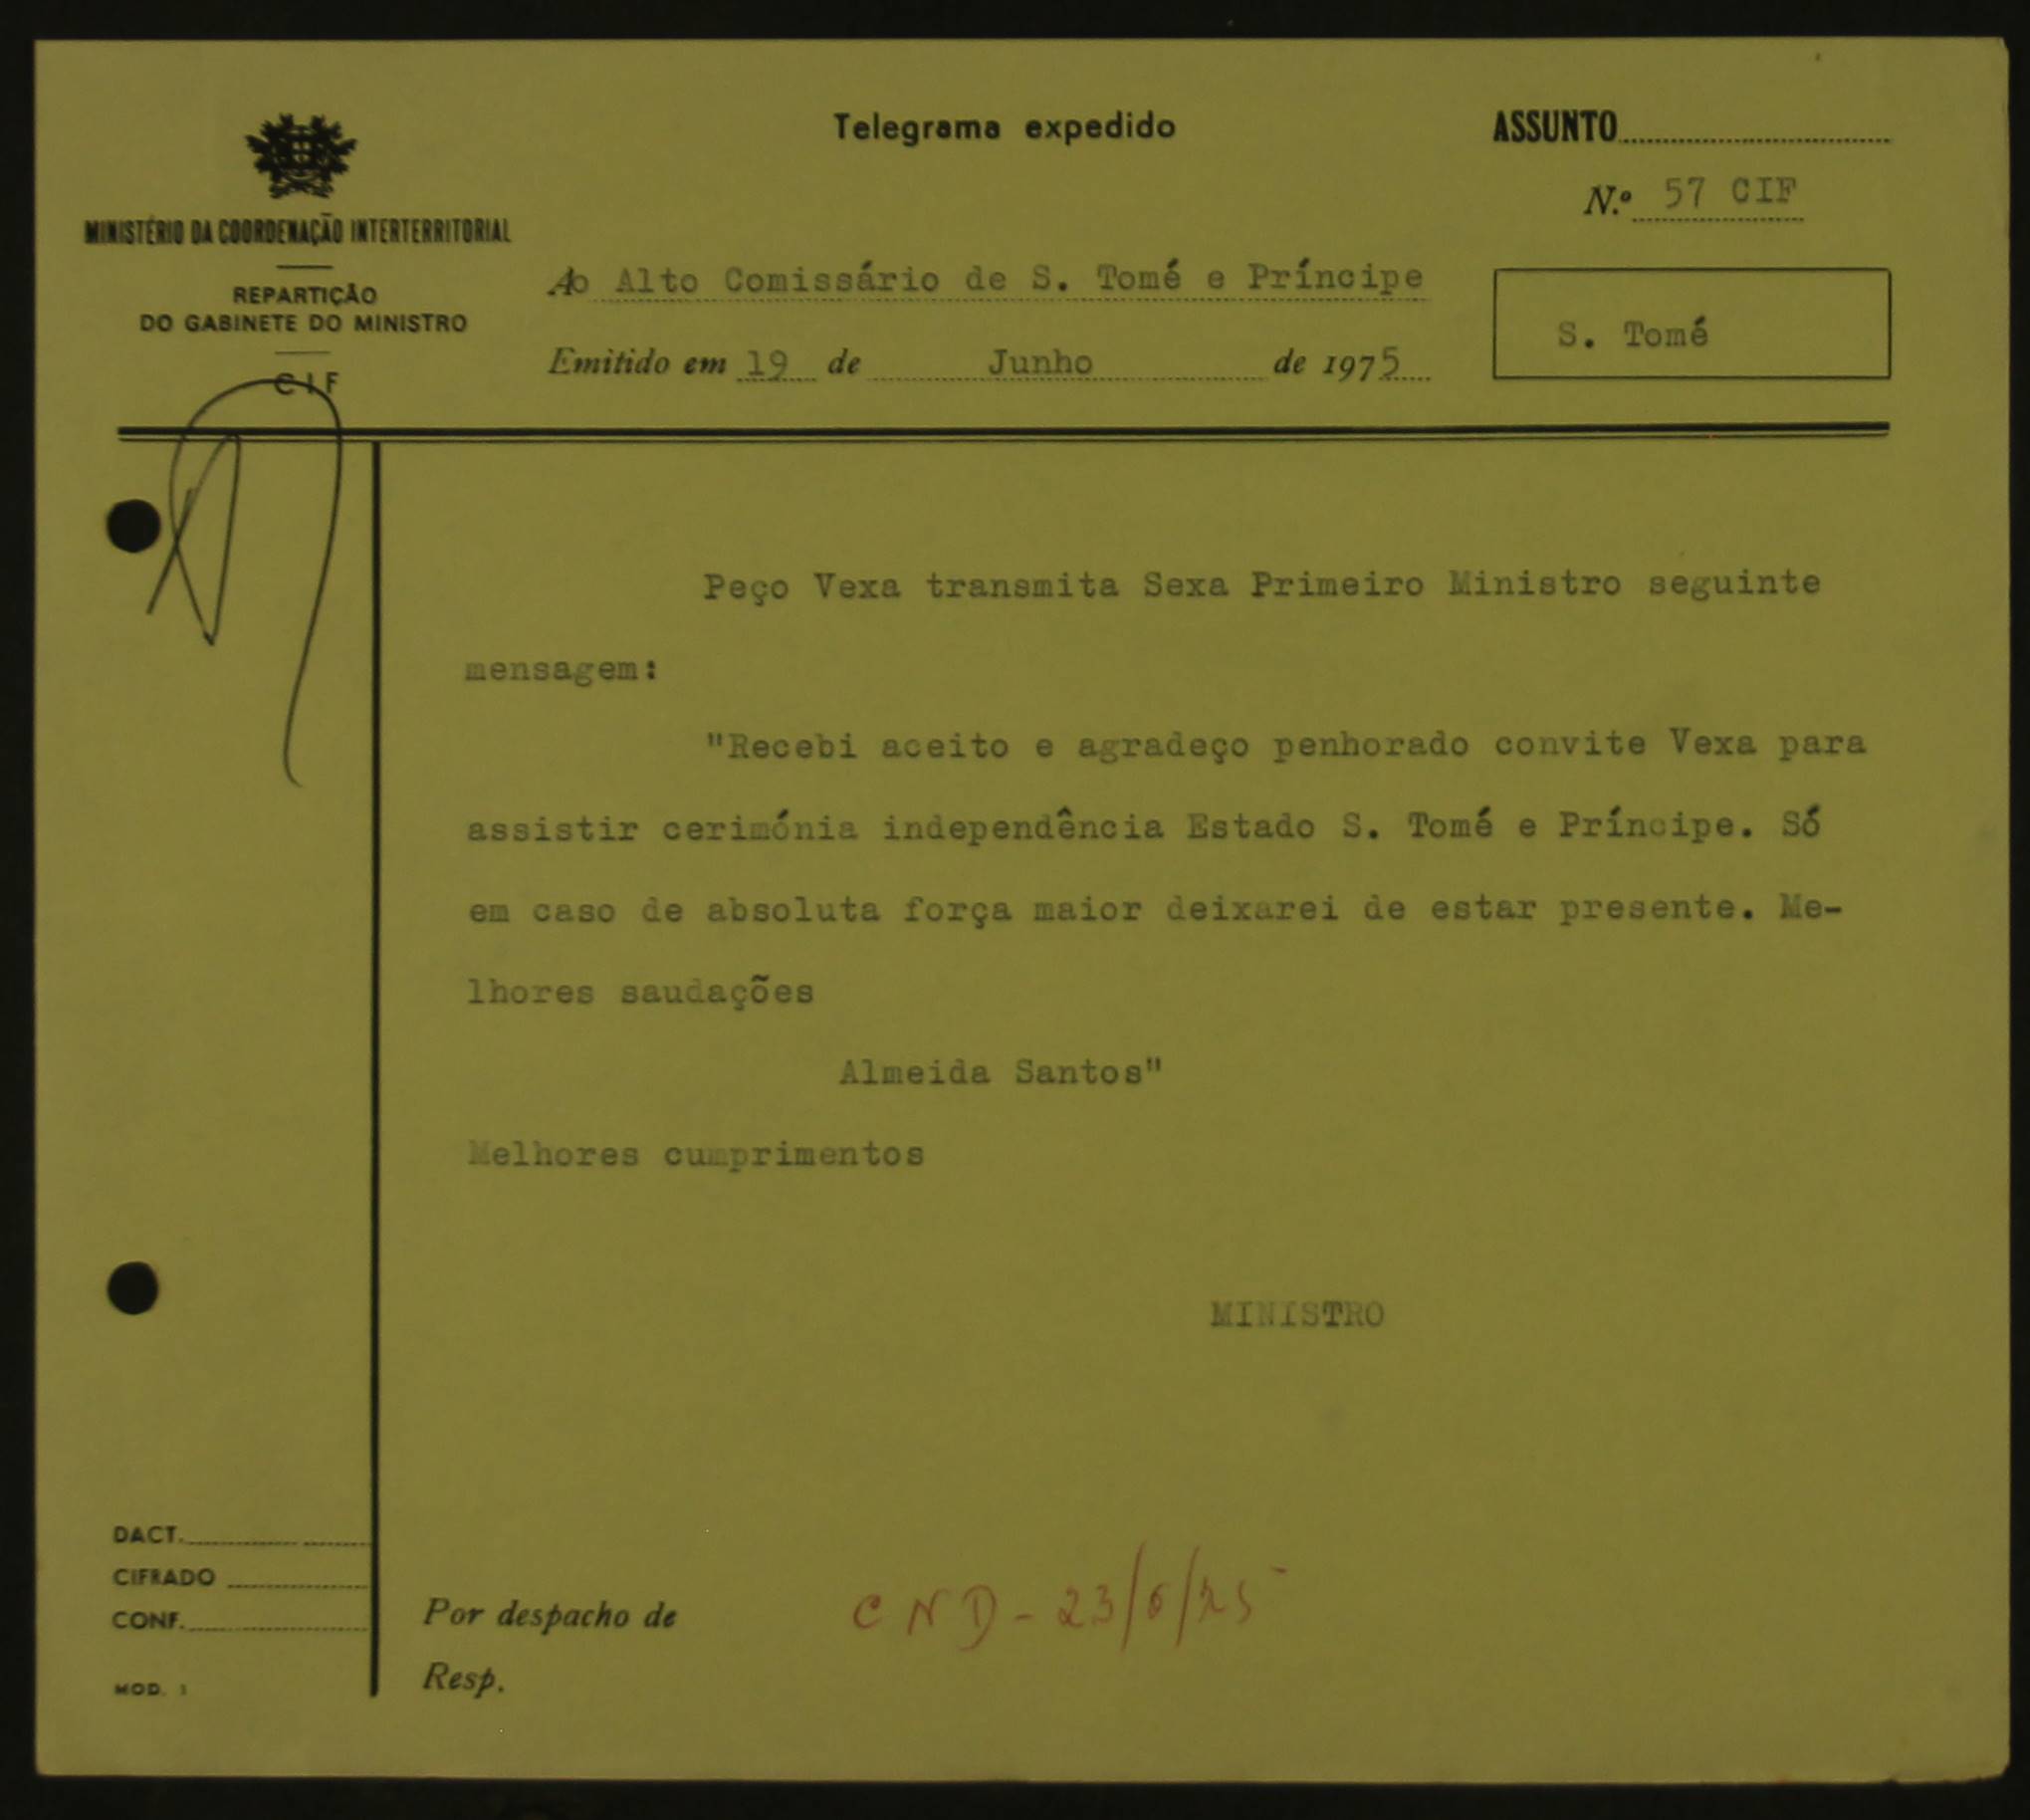 Telegrama expedido
ASSUNTO
N.º 57 CIF
MINISTÉRIO DA COORDENAÇÃO INTERTERRITORIAL
REPARTIÇÃO
DO GABINETE DO MINISTRO
CIF
Ao Alto Comissário de S. Tomé e Príncipe
Emitido em 19 de Junho de 1975
S. Tomé
Peço Vexa transmita Sexa Primeiro Ministro seguinte
mensagem:
"Recebi aceito e agradeço penhorado convite Vexa para
assistir cerimónia independência Estado S. Tomé e Príncipe. Só
em caso de absoluta força maior deixarei de estar presente. Me-
lhores saudações
Almeida Santos"
Melhores cumprimentos
MINISTRO
DACT.
CIFRADO
CONF.
MOD. 1
Por despacho de
CND - 23/6/75
Resp.